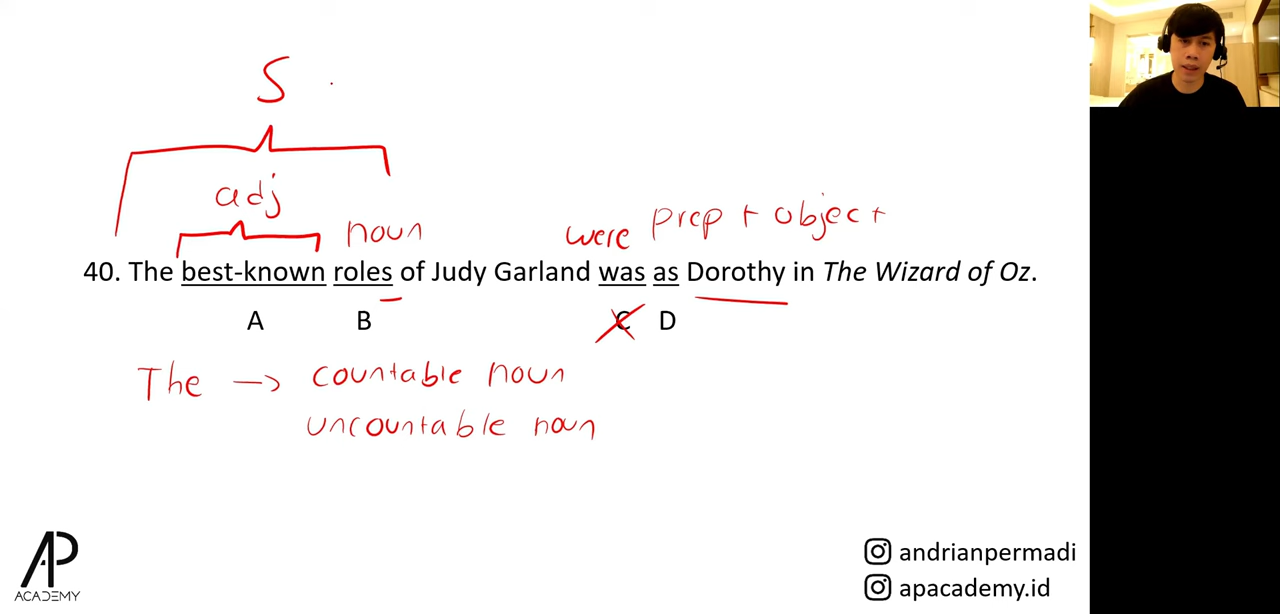 S
adj
noun
were prep + object
40. The best-known roles of Judy Garland was as Dorothy in The Wizard of Oz.
A B C D
The → countable noun
uncountable noun
AP
ACADEMY
andrianpermadi
apacademy.id